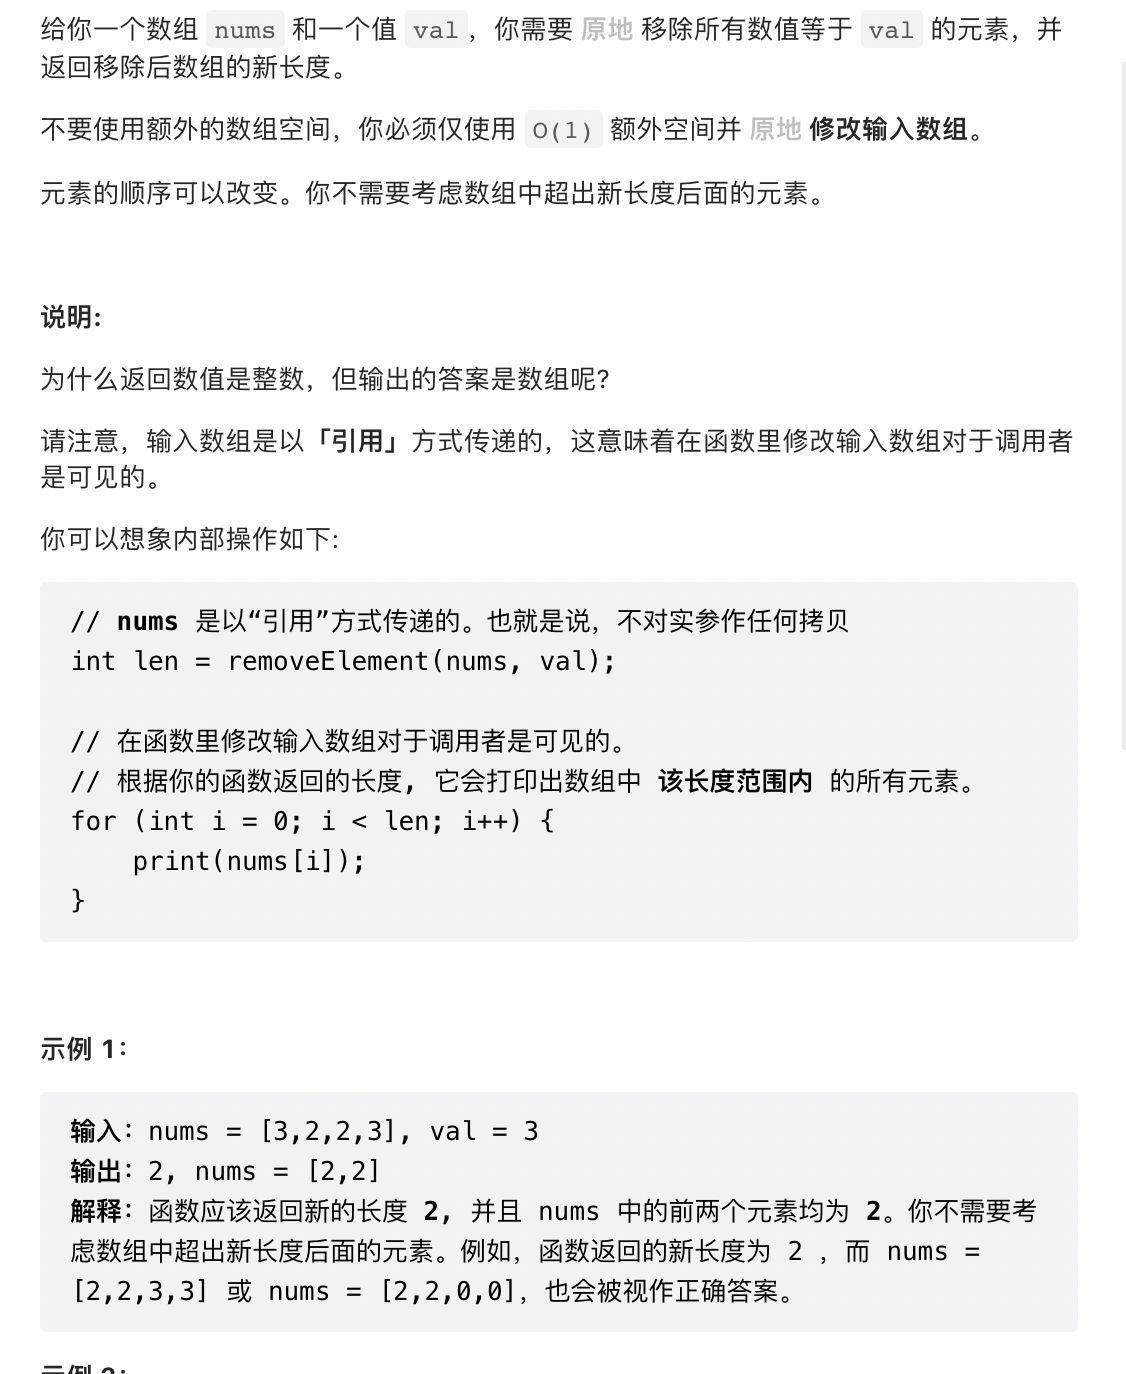 给你一个数组 nums 和一个值 val，你需要 原地 移除所有数值等于 val 的元素，并
返回移除后数组的新长度。
不要使用额外的数组空间，你必须仅使用 O(1) 额外空间并 原地 修改输入数组。
元素的顺序可以改变。你不需要考虑数组中超出新长度后面的元素。
说明:
为什么返回数值是整数，但输出的答案是数组呢?
请注意，输入数组是以「引用」方式传递的，这意味着在函数里修改输入数组对于调用者
是可见的。
你可以想象内部操作如下:
// nums 是以“引用”方式传递的。也就是说，不对实参作任何拷贝
int len = removeElement(nums, val);
// 在函数里修改输入数组对于调用者是可见的。
// 根据你的函数返回的长度, 它会打印出数组中 该长度范围内 的所有元素。
for (int i = 0; i < len; i++) {
    print(nums[i]);
}
示例 1：
输入：nums = [3,2,2,3], val = 3
输出：2, nums = [2,2]
解释：函数应该返回新的长度 2, 并且 nums 中的前两个元素均为 2。你不需要考
虑数组中超出新长度后面的元素。例如，函数返回的新长度为 2 ，而 nums =
[2,2,3,3] 或 nums = [2,2,0,0]，也会被视作正确答案。
示例 2：